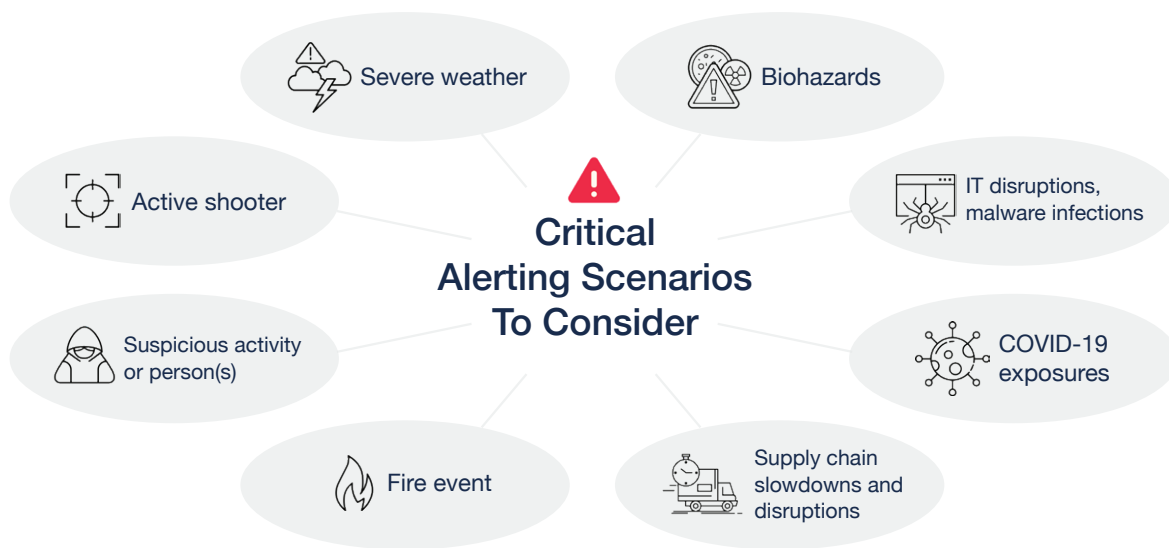 Severe weather
Biohazards
Active shooter
IT disruptions,
malware infections
Critical
Alerting Scenarios
To Consider
Suspicious activity
or person(s)
COVID-19
exposures
Fire event
Supply chain
slowdowns and
disruptions